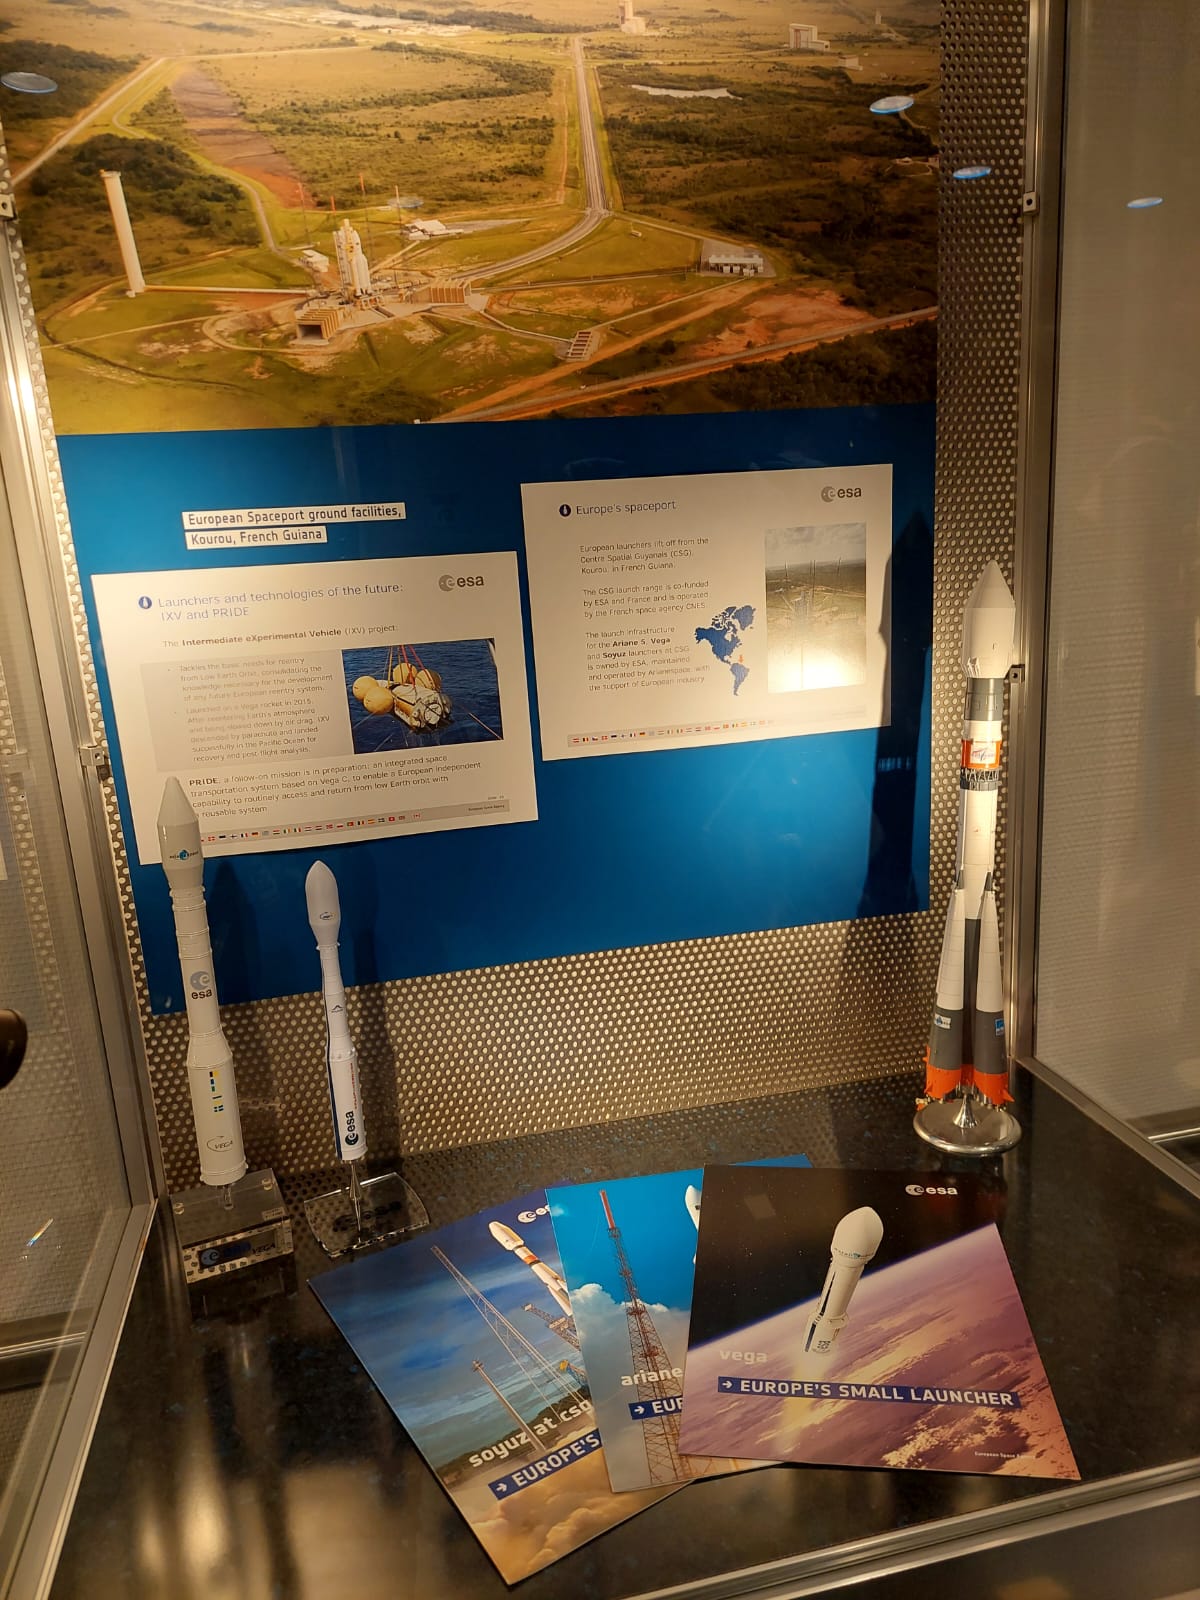 European Spaceport ground facilities,
Kourou, French Guiana
esa
Launchers and technologies of the future:
IXV and PRIDE
The Intermediate eXperimental Vehicle (IXV) project:
Tackles the basic needs for reentry
from Low Earth Orbit, consolidating the
knowledge necessary for the development
of any future European reentry system.
Launched on a Vega rocket in 2015.
After reentering Earth's atmosphere
and being slowed down by air drag, IXV
descended by parachute and landed
successfully in the Pacific Ocean for
recovery and post-flight analysis.
PRIDE, a follow-on mission is in preparation: an integrated space
transportation system based on Vega C, to enable a European independent
capability to routinely access and return from low Earth orbit with
a reusable system
European Space Agency
esa
Europe's spaceport
European launchers lift off from the
Centre Spatial Guyanais (CSG),
Kourou, in French Guiana.
The CSG launch range is co-funded
by ESA and France and is operated
by the French space agency CNES.
The launch infrastructure
for the Ariane 5, Vega
and Soyuz launchers at CSG
is owned by ESA, maintained
and operated by Arianespace, with
the support of European industry.
esa
VEGA
esa
VEGA
esa
soyuz at csg
→ EUROPE'S
ariane
→ EUR
esa
vega
→ EUROPE'S SMALL LAUNCHER
European Space